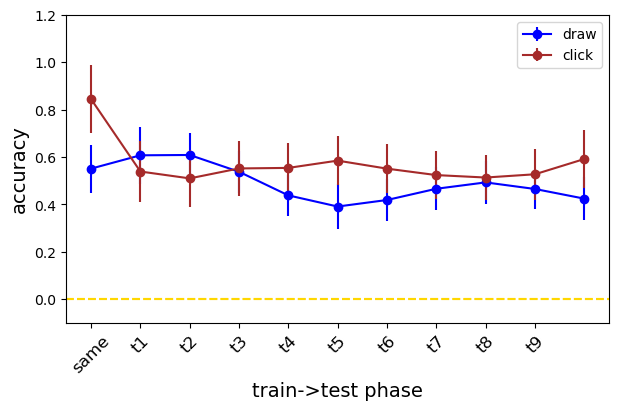 1.2
1.0
0.8
0.6
0.4
0.2
0.0
accuracy
draw
click
same
t1
t2
t3
t4
t5
t6
t7
t8
t9
train->test phase